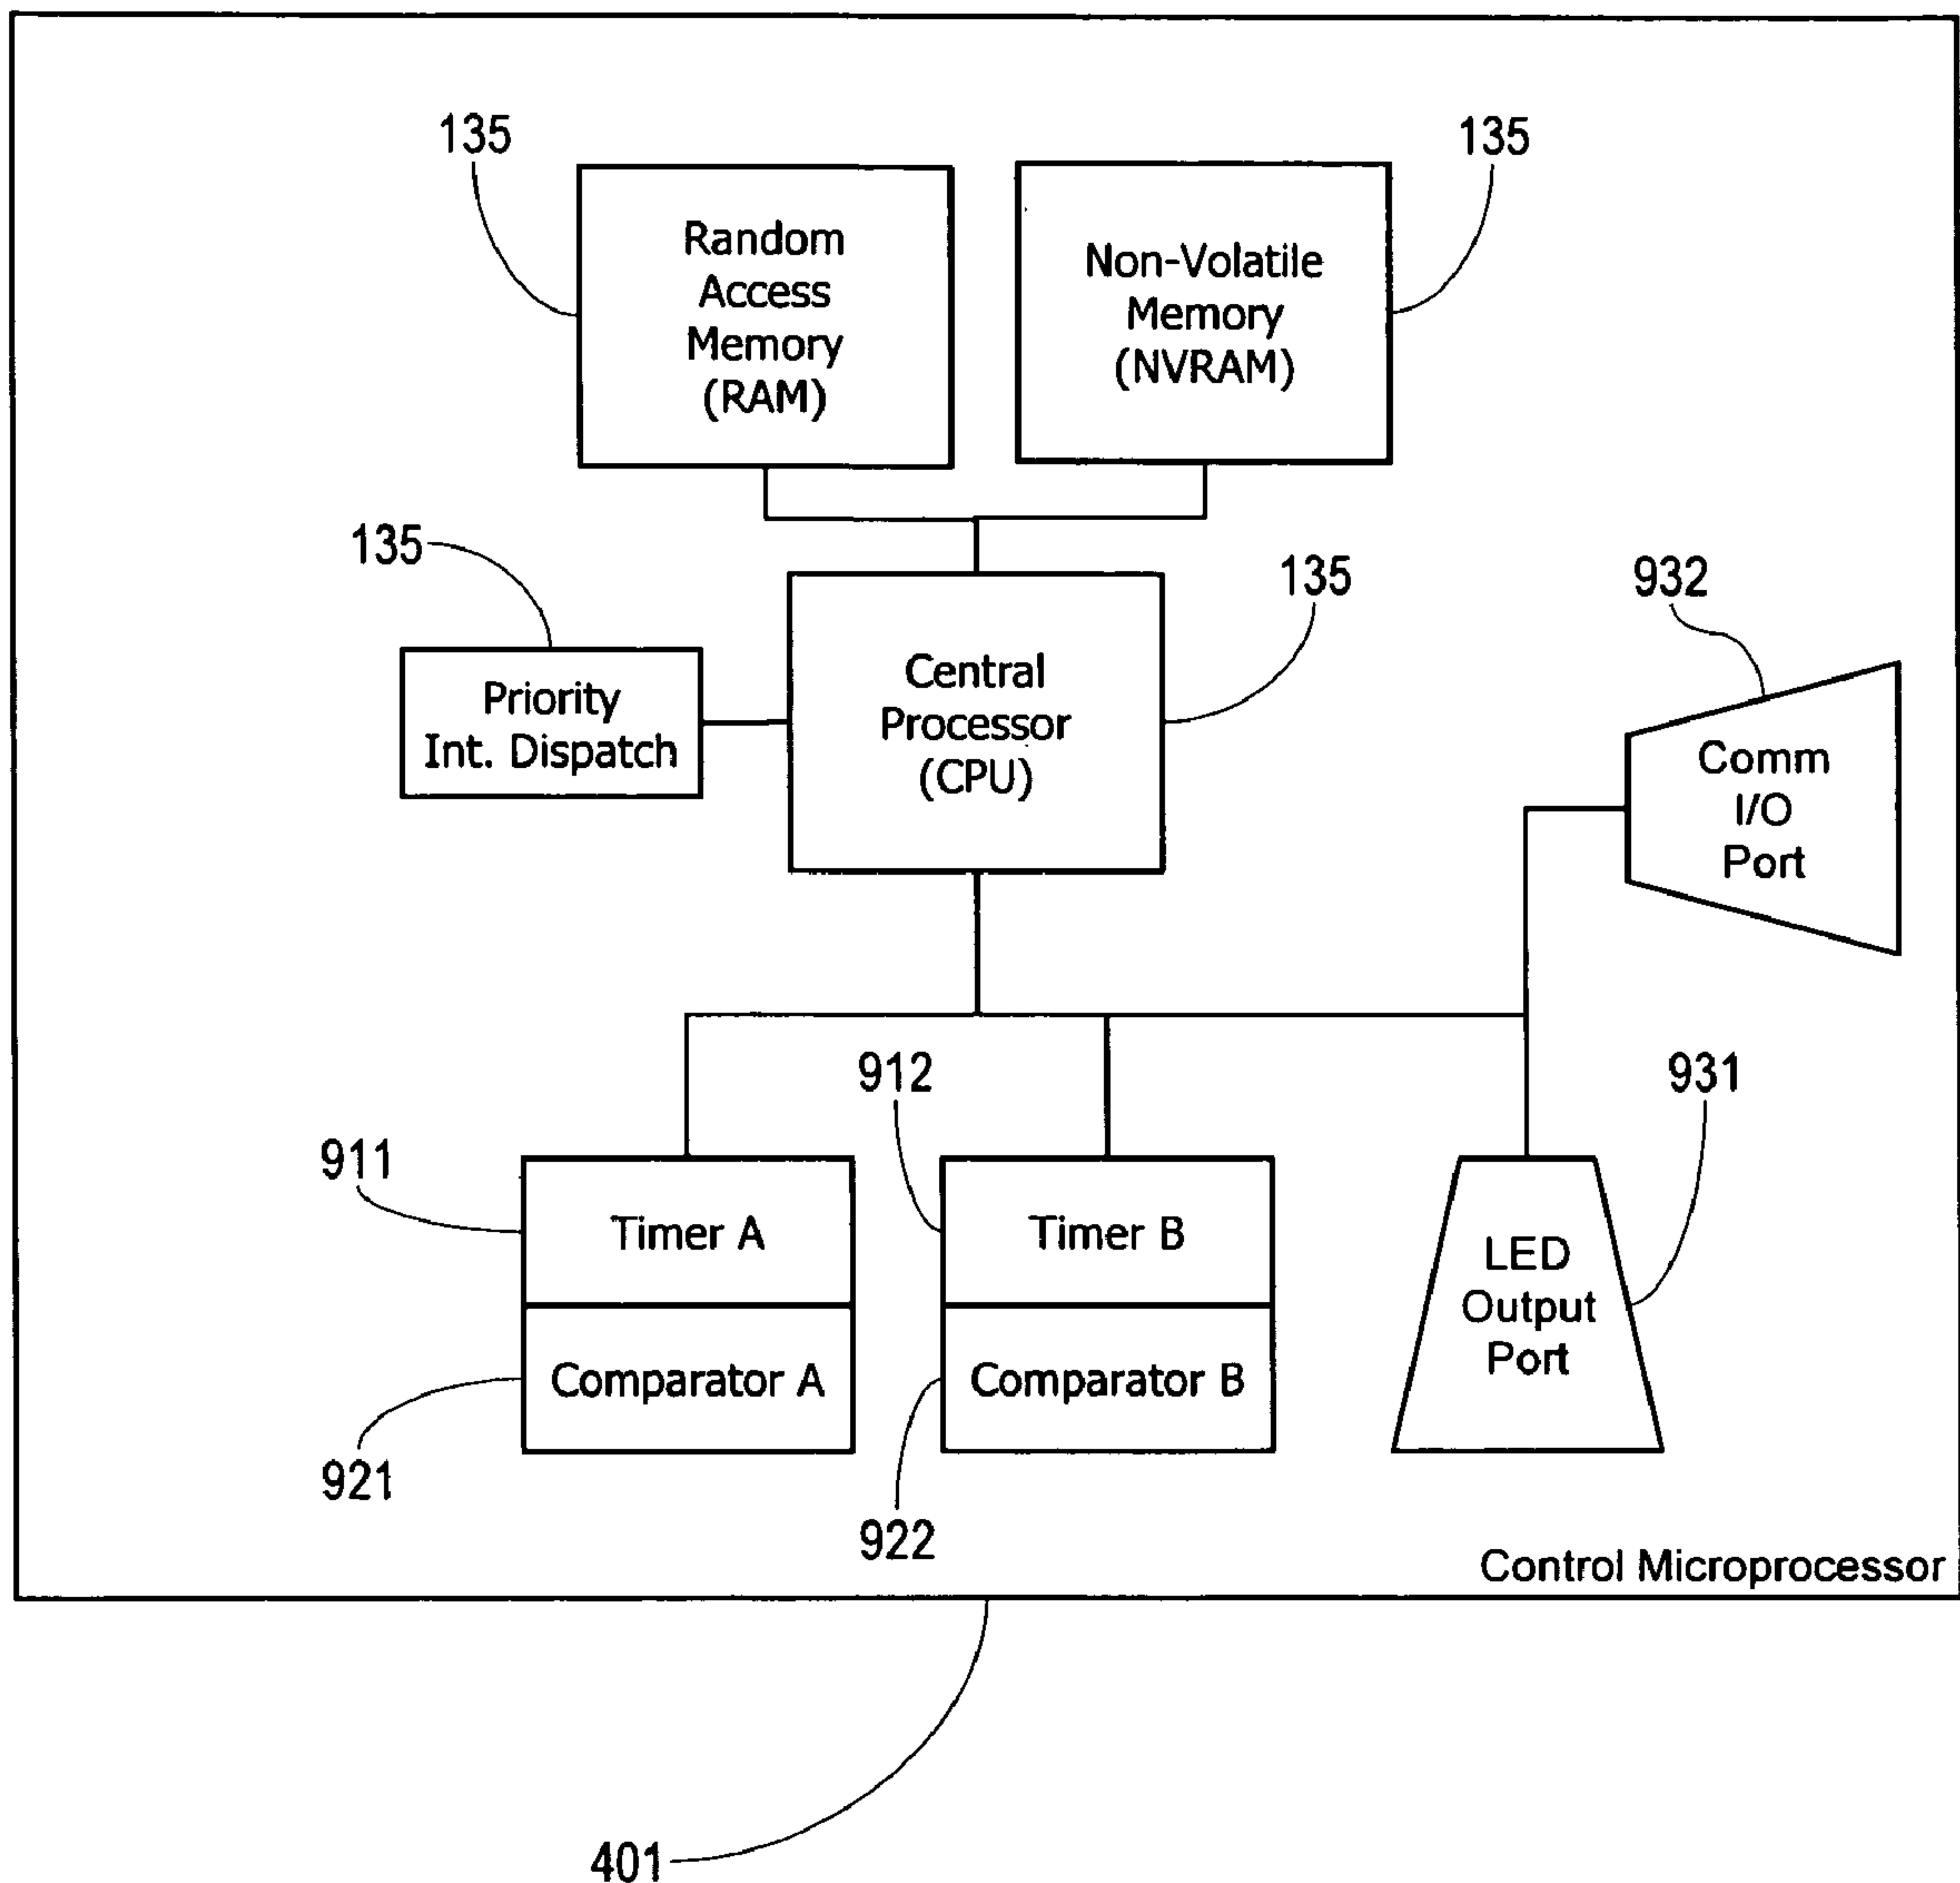 135
135
Random
Access
Memory
(RAM)
Non-Volatile
Memory
(NVRAM)
135
135
932
Priority
Int. Dispatch
Central
Processor
(CPU)
Comm
I/O
Port
912
931
911
Timer A
Timer B
LED
Output
Port
Comparator A
Comparator B
921
922
Control Microprocessor
401